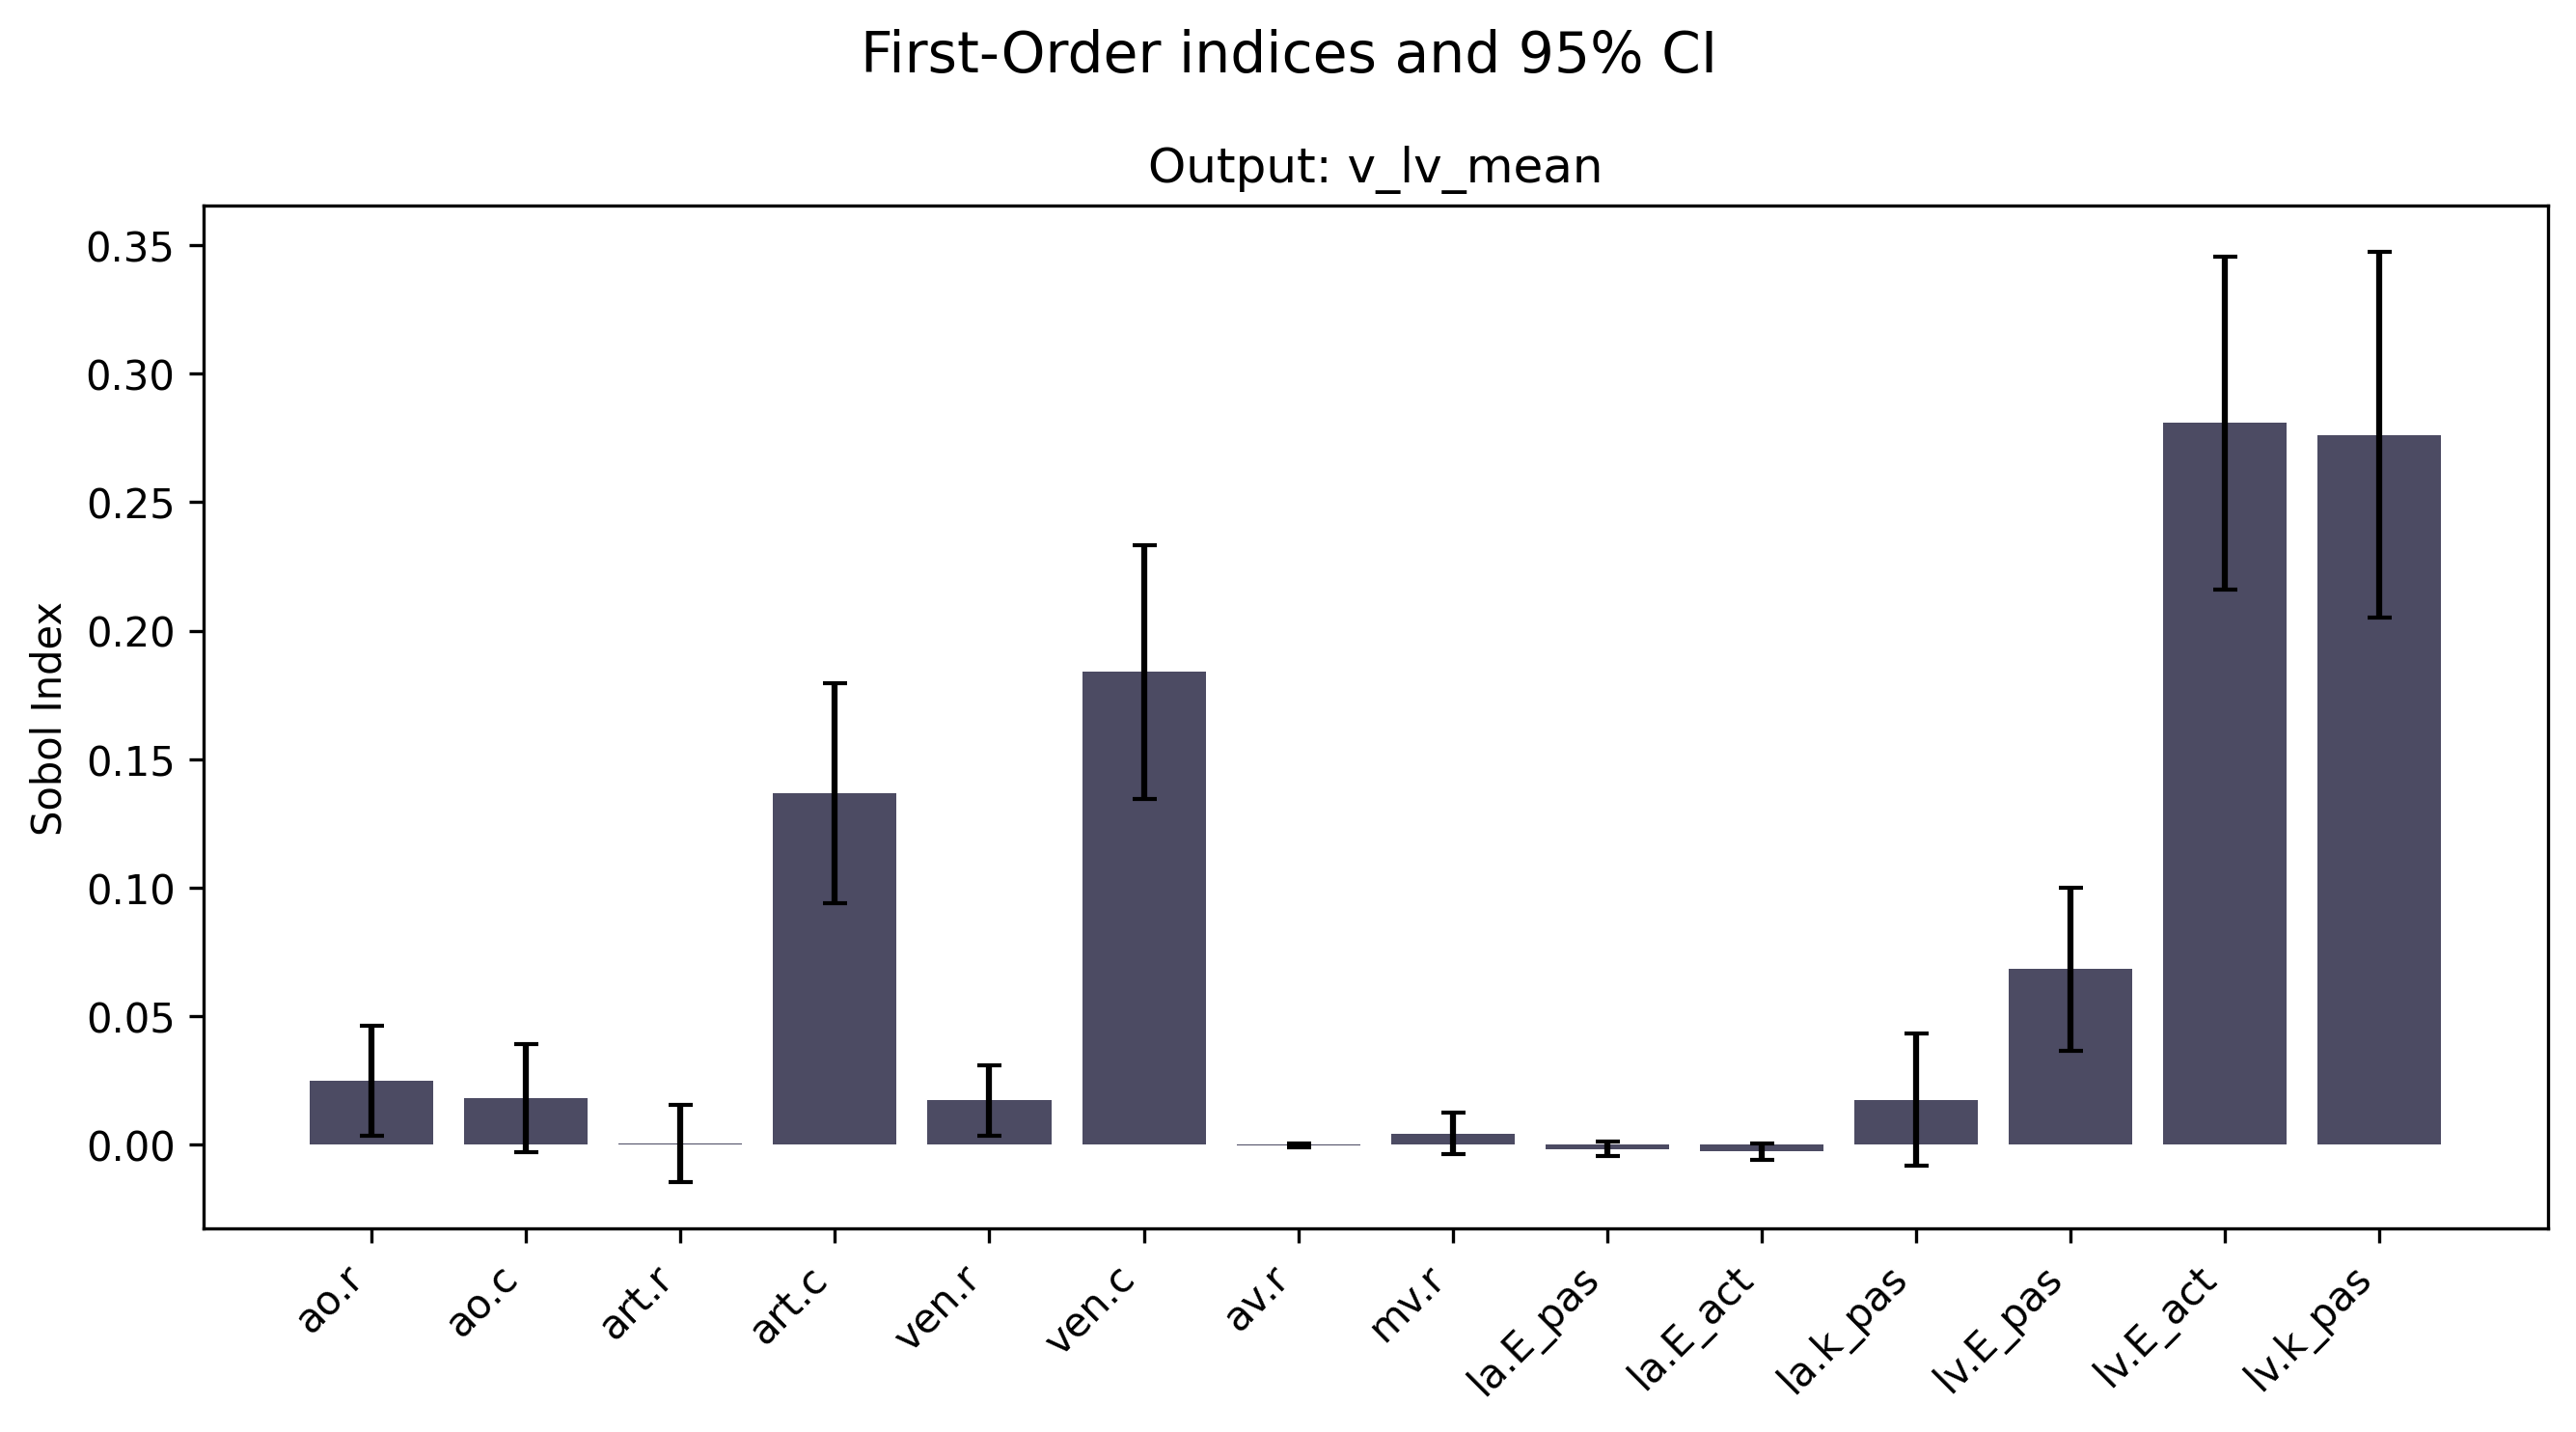 First-Order indices and 95% CI
Output: v_lv_mean
Sobol Index
0.35
0.30
0.25
0.20
0.15
0.10
0.05
0.00
ao.r
ao.c
art.r
art.c
ven.r
ven.c
av.r
mv.r
la.E_pas
la.E_act
la.k_pas
lv.E_pas
lv.E_act
lv.k_pas